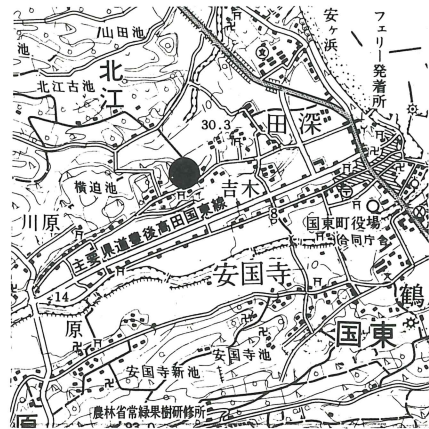 山田池
安ヶ浜
フェリー発着所
北江
北江古池
30.3
田深
横迫池
吉木
川原
主要県道豊後高田国東線
8
国東町役場
合同庁舎
安国寺
14
鶴
原
国東
安国寺池
安国寺新池
農林省常緑果樹研修所
93.0
原